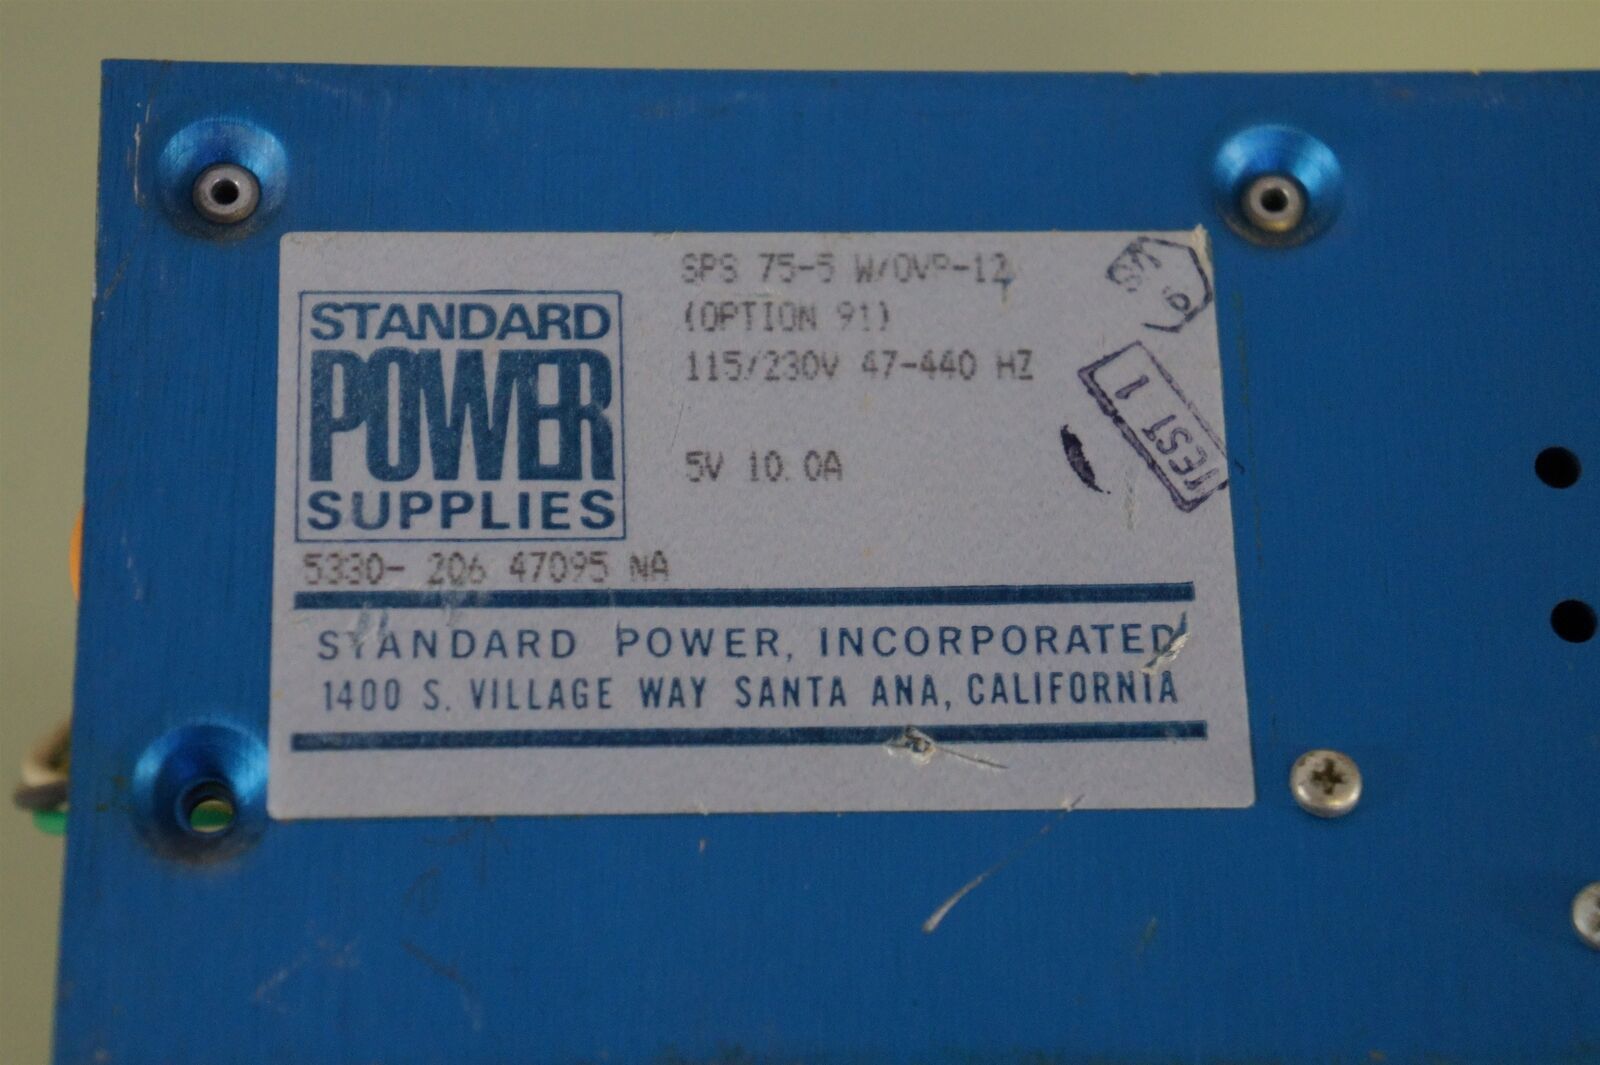 STANDARD
POWER
SUPPLIES
SPS 75-5 W/OVP-12
(OPTION 91)
115/230V 47-440 HZ
5V 10.0A
TEST 1
5330- 206 47095 NA
STANDARD POWER, INCORPORATED
1400 S. VILLAGE WAY SANTA ANA, CALIFORNIA